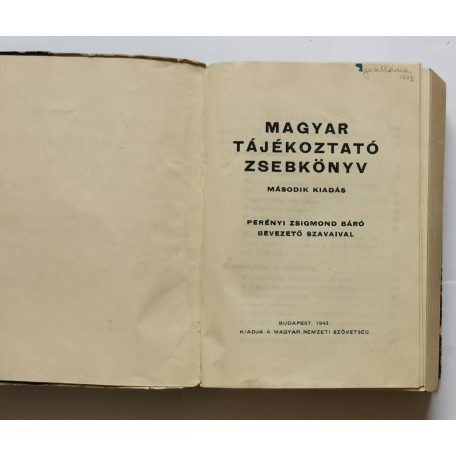 MAGYAR
TÁJÉKOZTATÓ
ZSEBKÖNYV
MÁSODIK KIADÁS
PERÉNYI ZSIGMOND BÁRÓ
BEVEZETŐ SZAVAIVAL
BUDAPEST, 1943
KIADJA A MAGYAR NEMZETI SZÖVETSÉG